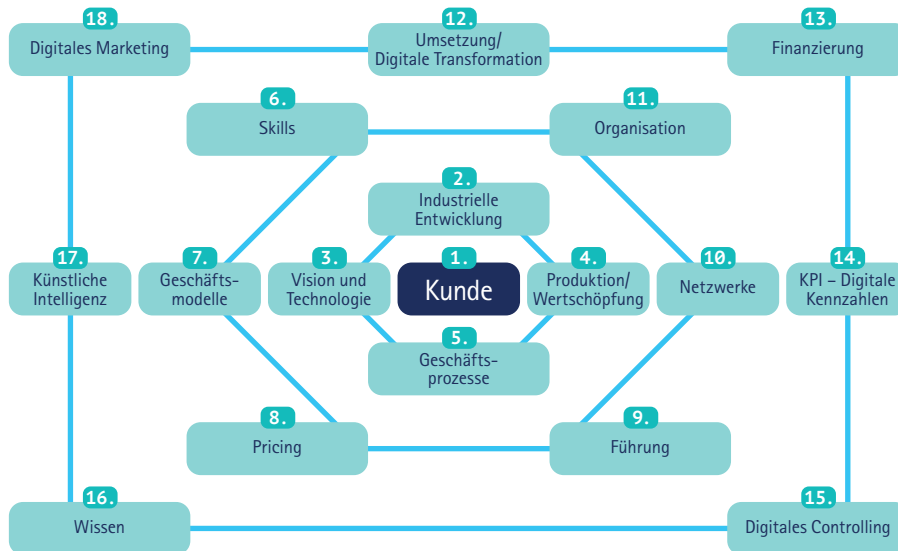 18.
Digitales Marketing
12.
Umsetzung/
Digitale Transformation
13.
Finanzierung
6.
Skills
11.
Organisation
2.
Industrielle
Entwicklung
17.
Künstliche
Intelligenz
7.
Geschäfts-
modelle
3.
Vision und
Technologie
1.
Kunde
4.
Produktion/
Wertschöpfung
10.
Netzwerke
14.
KPI – Digitale
Kennzahlen
5.
Geschäfts-
prozesse
8.
Pricing
9.
Führung
16.
Wissen
15.
Digitales Controlling